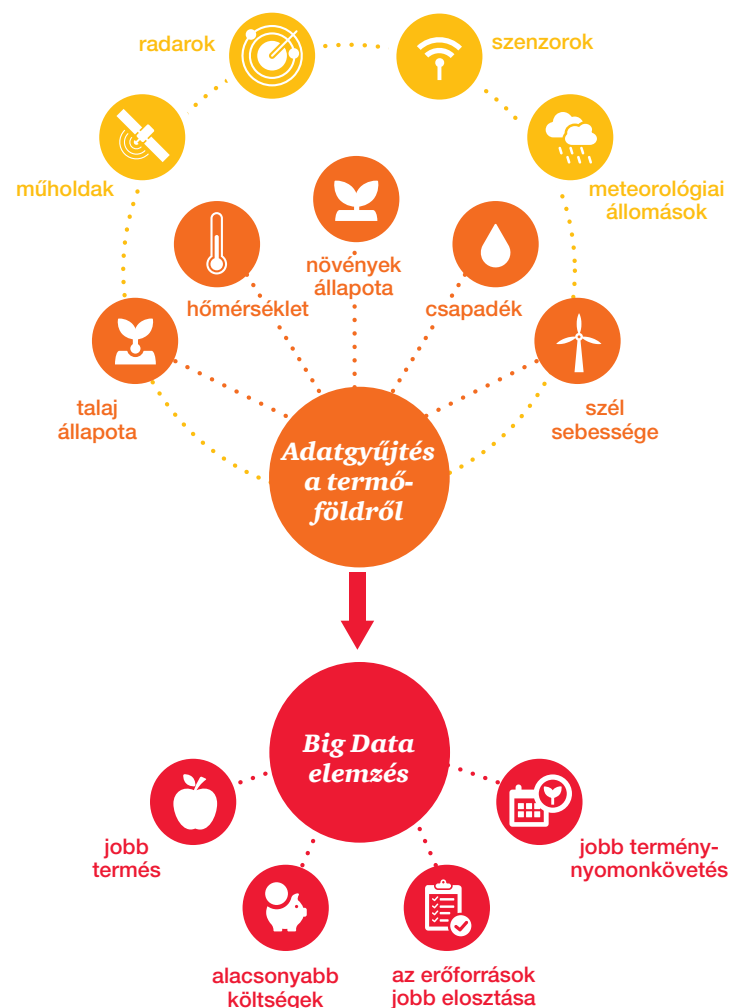 radarok
szenzorok
műholdak
meteorológiai
állomások
növények
állapota
hőmérséklet
csapadék
talaj
állapota
szél
sebessége
Adatgyűjtés
a termő-
földről
Big Data
elemzés
jobb
termés
jobb termény-
nyomonkövetés
alacsonyabb
költségek
az erőforrások
jobb elosztása